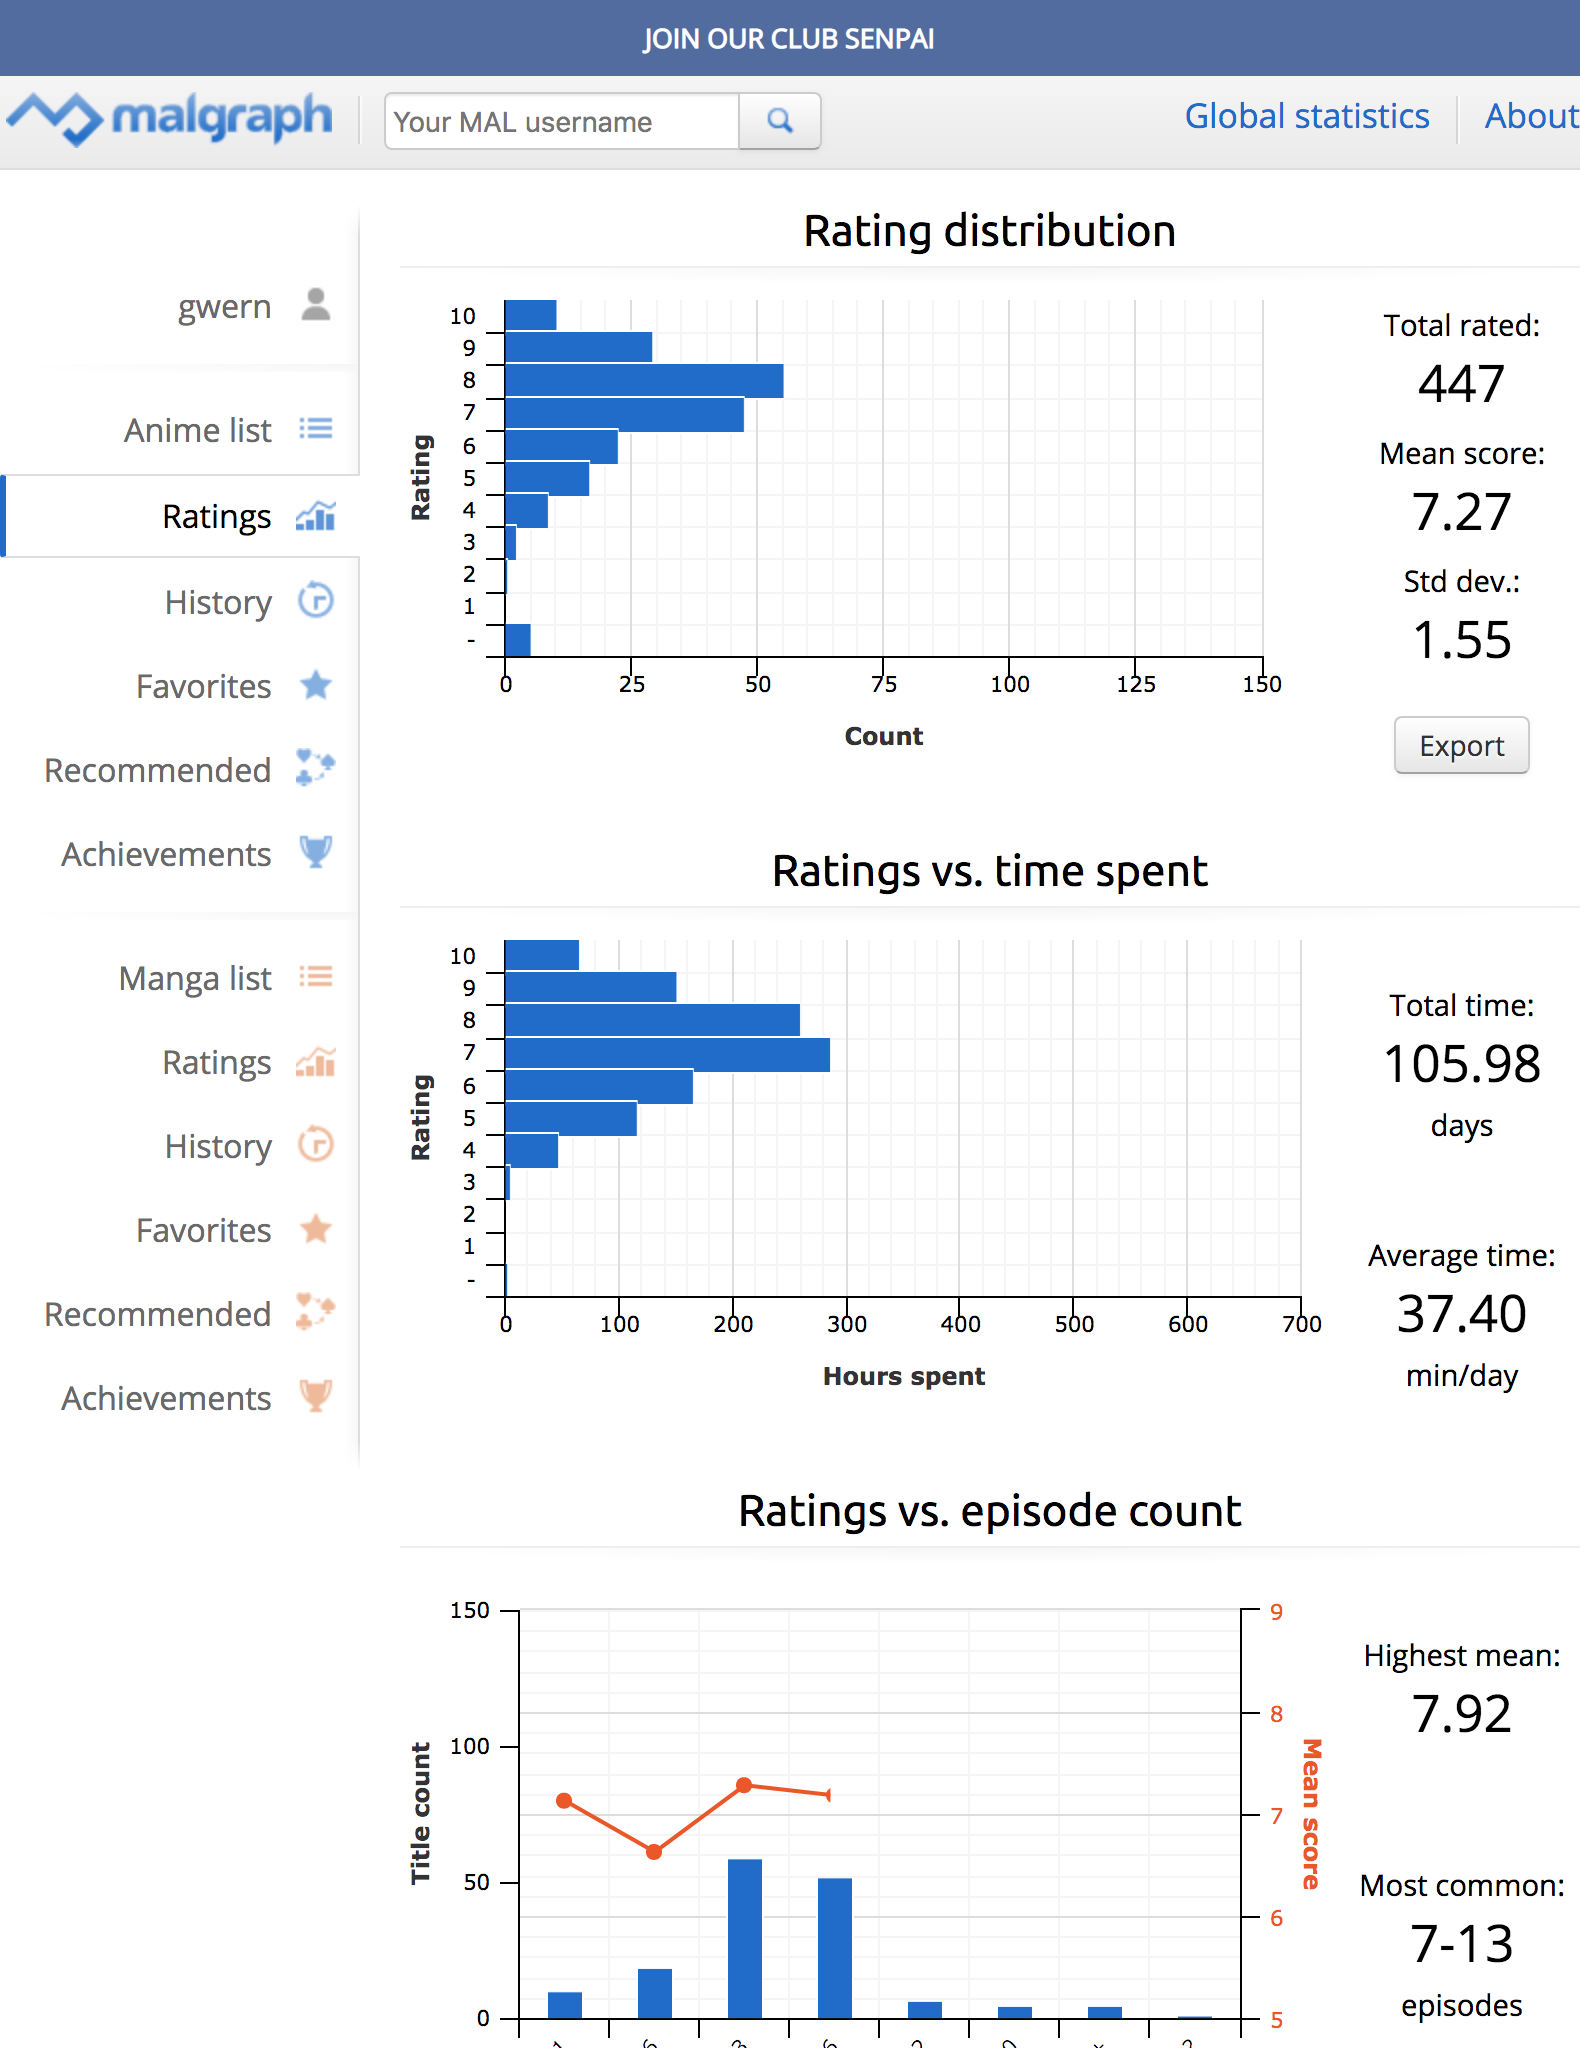 JOIN OUR CLUB SENPAI
malgraph
Your MAL username
Global statistics
About
gwern
Anime list
Ratings
History
Favorites
Recommended
Achievements
Manga list
Ratings
History
Favorites
Recommended
Achievements
Rating distribution
Rating
10
9
8
7
6
5
4
3
2
1
-
0 25 50 75 100 125 150
Count
Total rated:
447
Mean score:
7.27
Std dev.:
1.55
Export
Ratings vs. time spent
Rating
10
9
8
7
6
5
4
3
2
1
-
0 100 200 300 400 500 600 700
Hours spent
Total time:
105.98
days
Average time:
37.40
min/day
Ratings vs. episode count
Title count
150
100
50
0
9
8
7
6
5
Mean score
Highest mean:
7.92
Most common:
7-13
episodes